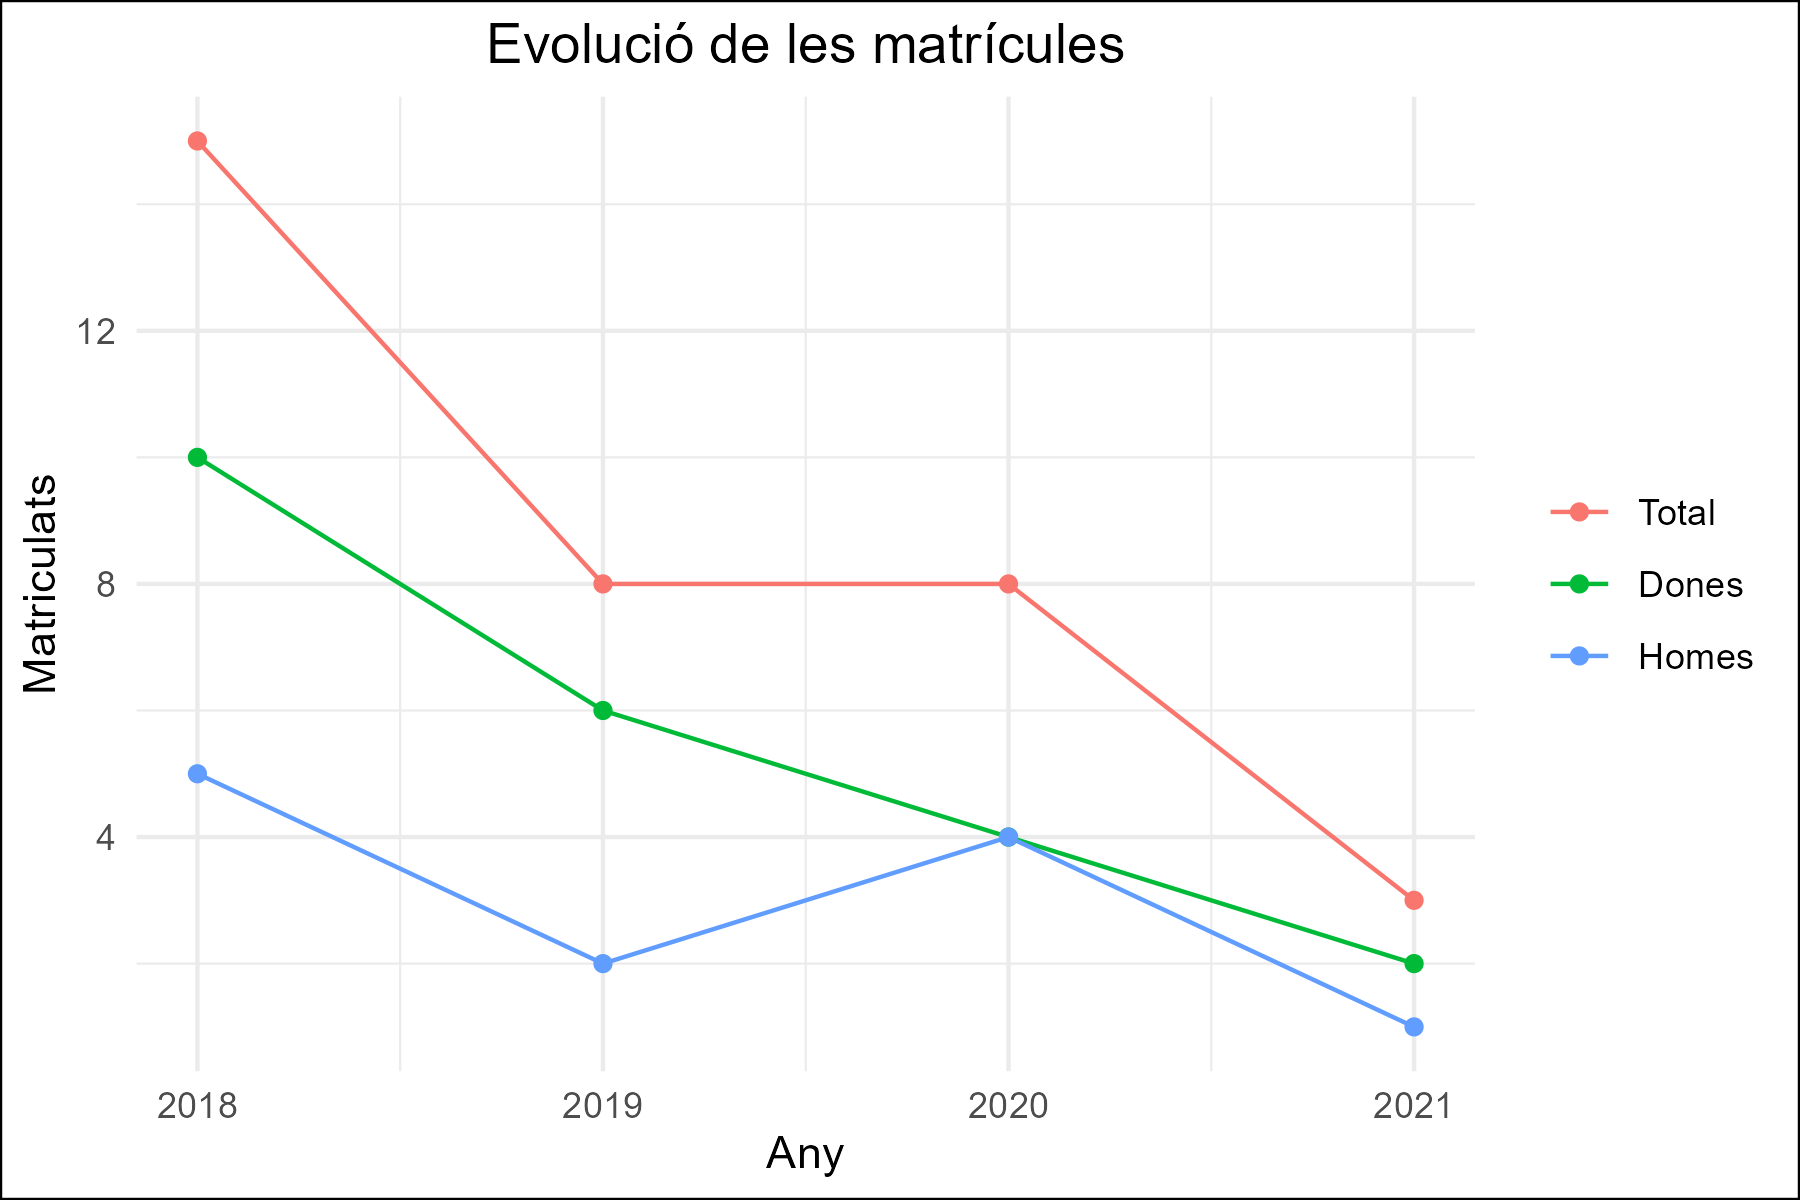 Evolució de les matrícules
Matriculats
12
8
4
2018
2019
2020
2021
Any
Total
Dones
Homes